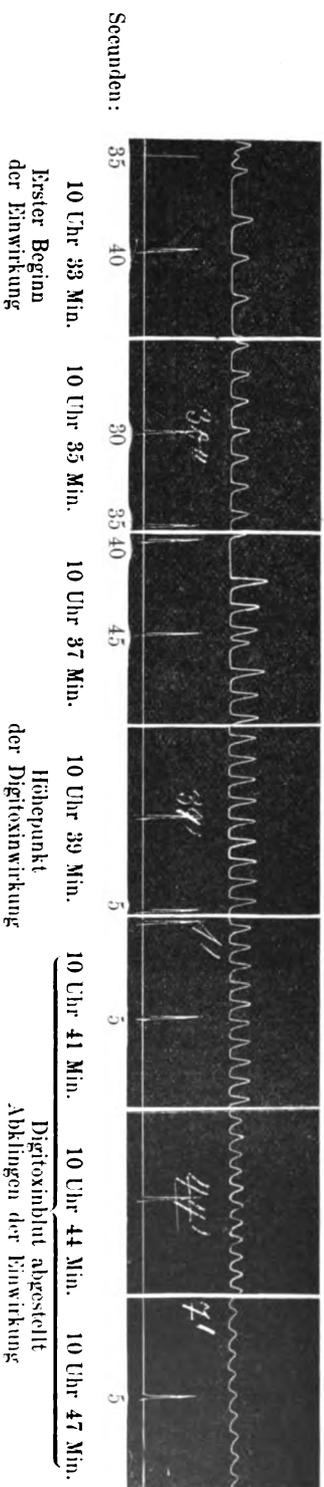 Secunden:
35 40 30 35 40 45 5 5 5
10 Uhr 33 Min. 10 Uhr 35 Min. 10 Uhr 37 Min. 10 Uhr 39 Min. 10 Uhr 41 Min. 10 Uhr 44 Min. 10 Uhr 47 Min.
Erster Beginn
der Einwirkung
Höhepunkt
der Digitoxinwirkung
Digitoxinblut abgestellt
Abklingen der Einwirkung
44'
7'